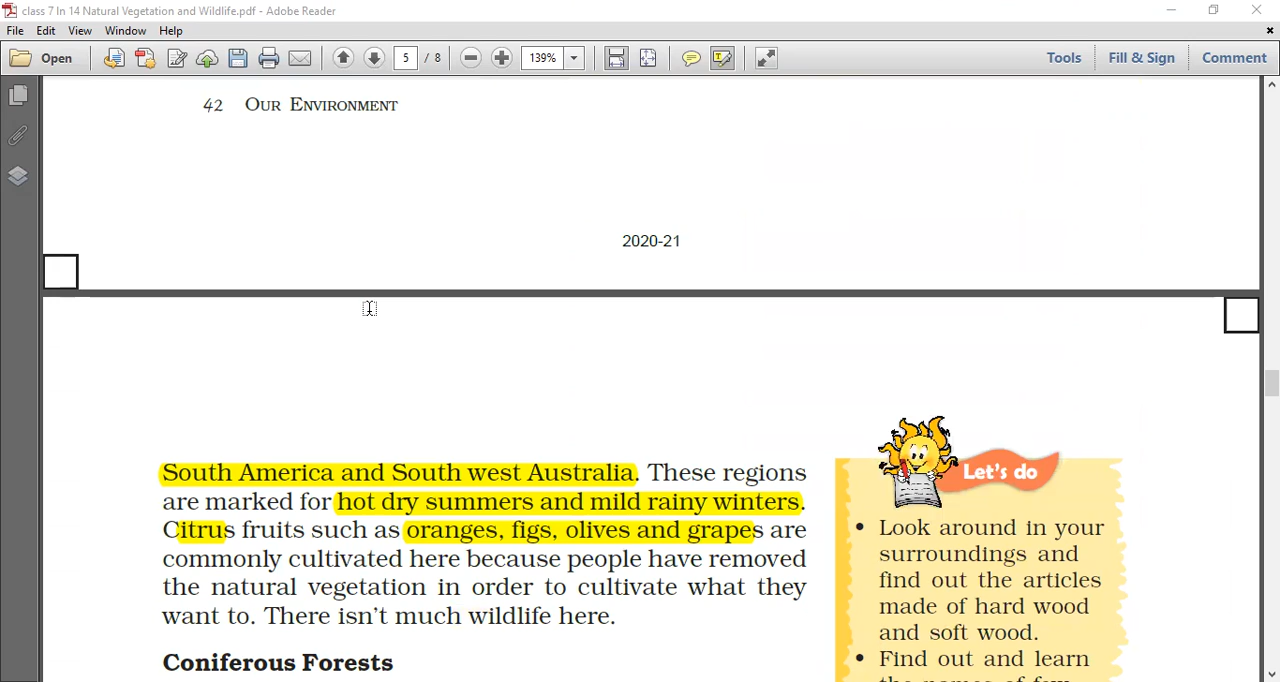 class 7 ln 14 Natural Vegetation and Wildlife.pdf - Adobe Reader
File Edit View Window Help
Open 5 / 8 139% Tools Fill & Sign Comment
42 OUR ENVIRONMENT
2020-21
South America and South west Australia. These regions
are marked for hot dry summers and mild rainy winters.
Citrus fruits such as oranges, figs, olives and grapes are
commonly cultivated here because people have removed
the natural vegetation in order to cultivate what they
want to. There isn't much wildlife here.
Coniferous Forests
Let's do
• Look around in your
surroundings and
find out the articles
made of hard wood
and soft wood.
• Find out and learn
the names of few